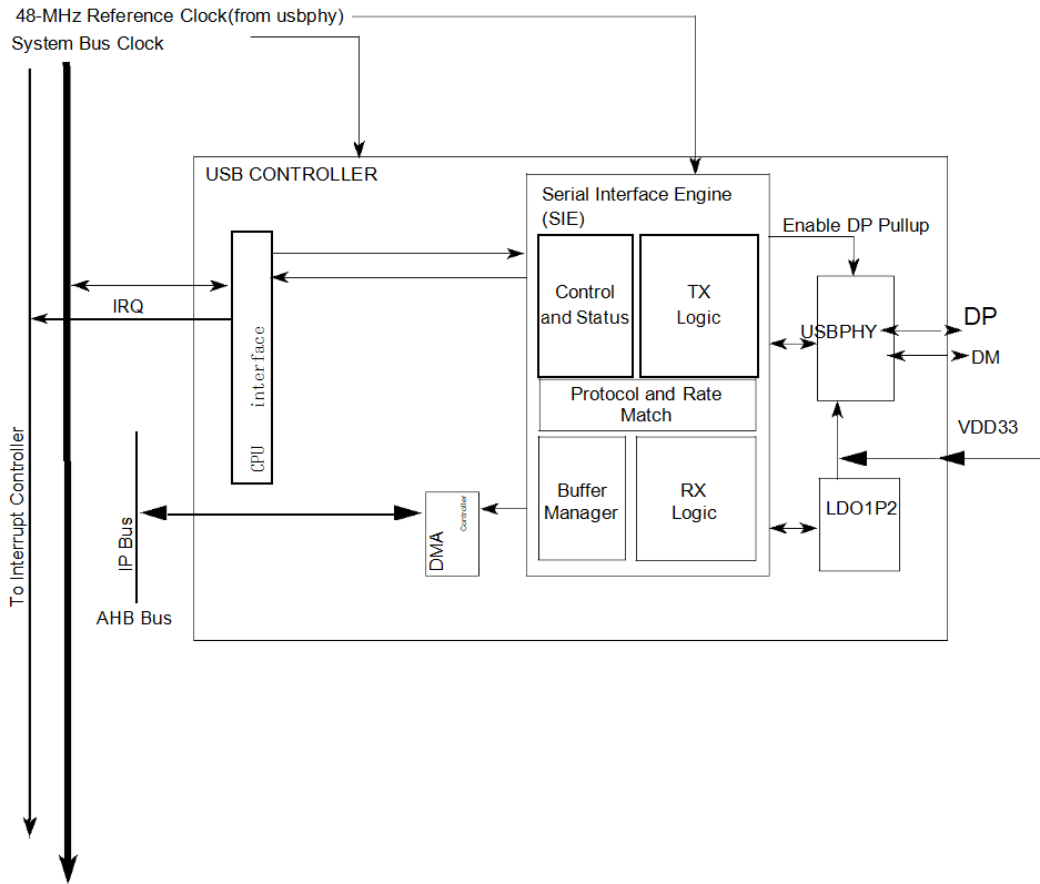 48-MHz Reference Clock(from usbphy)
System Bus Clock
USB CONTROLLER
Serial Interface Engine
(SIE)
Enable DP Pullup
Control
and Status
TX
Logic
IRQ
USBPHY
DP
DM
CPU interface
Protocol and Rate
Match
VDD33
Buffer
Manager
RX
Logic
LDO1P2
DMA
Controller
To Interrupt Controller
IP Bus
AHB Bus